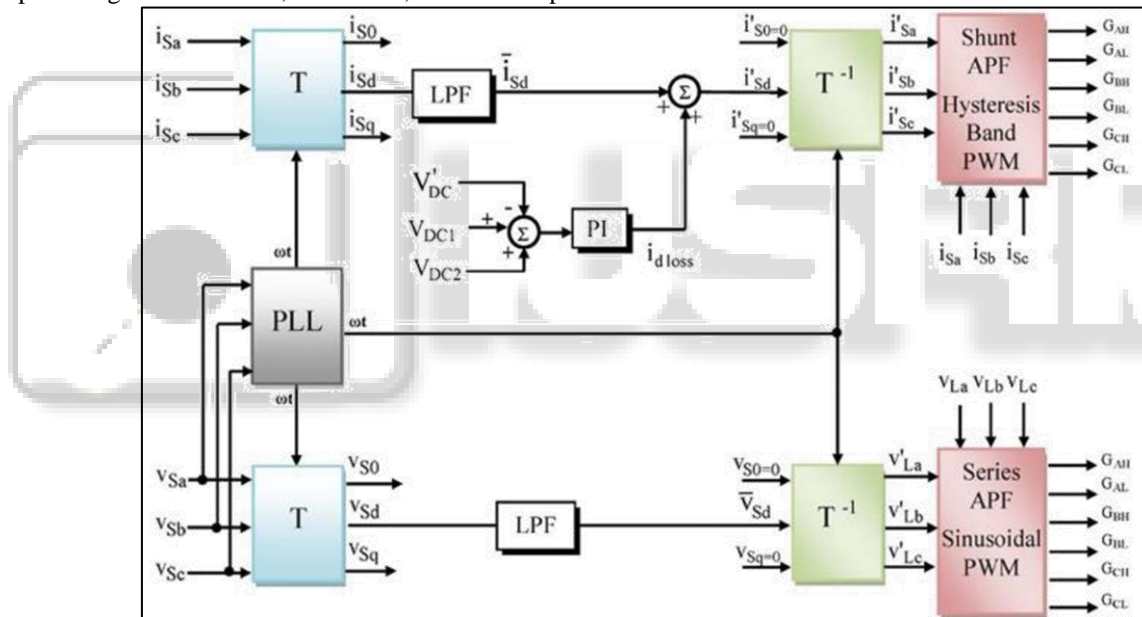 i_Sa
i_Sb
i_Sc
T
i_S0
i_Sd
i_Sq
LPF
i̅_Sd
Σ
+
+
i'_S0=0
i'_Sd
i'_Sq=0
T⁻¹
i'_Sa
i'_Sb
i'_Sc
Shunt
APF
Hysteresis
Band
PWM
G_AH
G_AL
G_BH
G_BL
G_CH
G_CL
i_Sa i_Sb i_Sc
V'_DC
-
V_DC1
+
V_DC2
+
Σ
PI
i_d loss
ωt
PLL
ωt
ωt
v_Sa
v_Sb
v_Sc
T
v_S0
v_Sd
v_Sq
LPF
v_S0=0
v̅_Sd
v_Sq=0
T⁻¹
v'_La
v'_Lb
v'_Lc
v_La v_Lb v_Lc
Series
APF
Sinusoidal
PWM
G_AH
G_AL
G_BH
G_BL
G_CH
G_CL